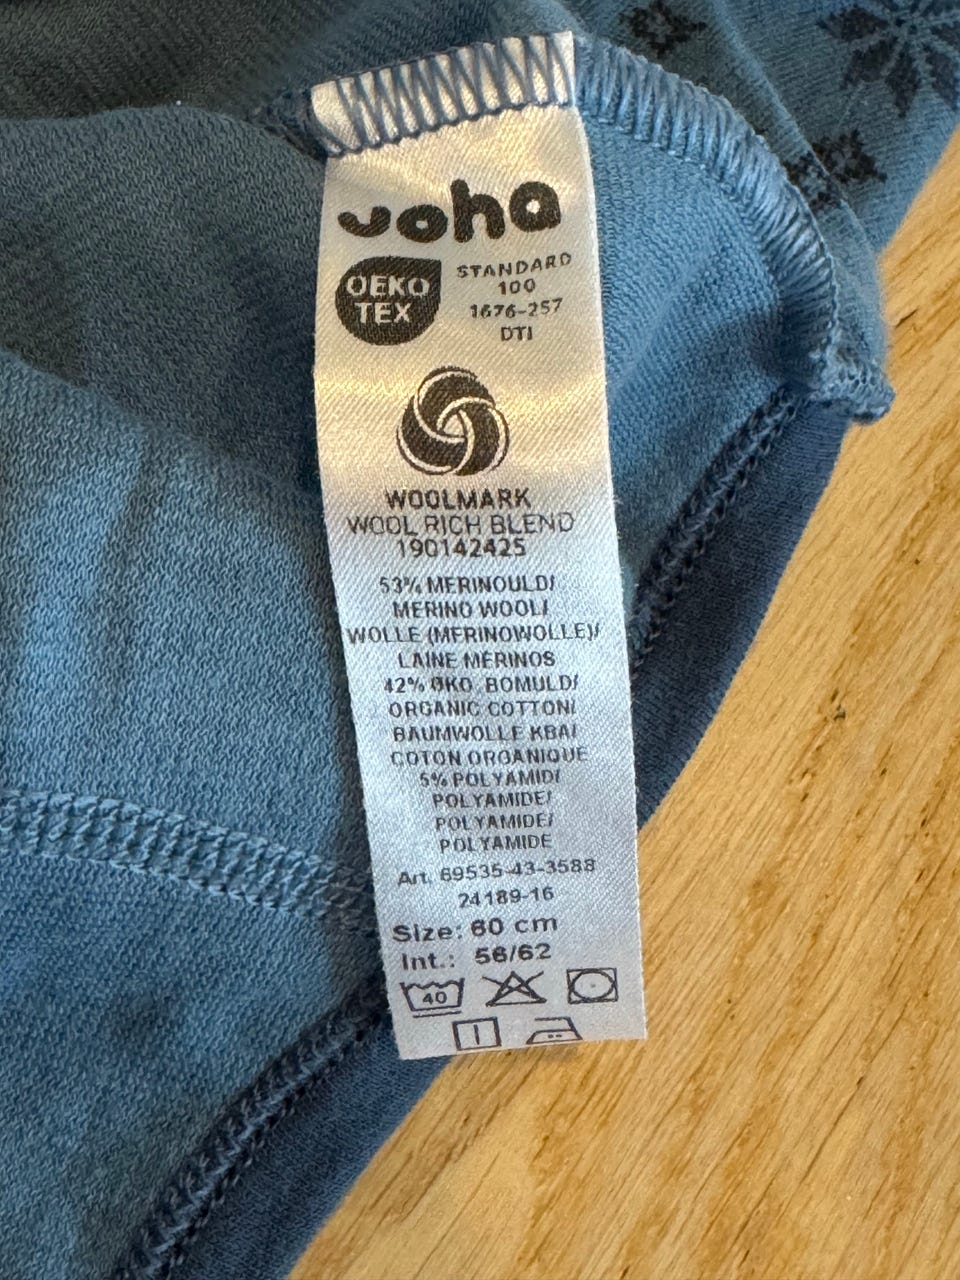 joha
OEKO
TEX
STANDARD
100
1676-257
DTI
WOOLMARK
WOOL RICH BLEND
190142425
53% MERINOULD/
MERINO WOOL/
WOLLE (MERINOWOLLE)/
LAINE MERINOS
42% ØKO. BOMULD/
ORGANIC COTTON/
BAUMWOLLE KBA/
COTON ORGANIQUE
5% POLYAMID/
POLYAMIDE/
POLYAMIDE/
POLYAMIDE
Art. 69535-43-3588
24189-16
Size: 60 cm
Int.: 56/62
40